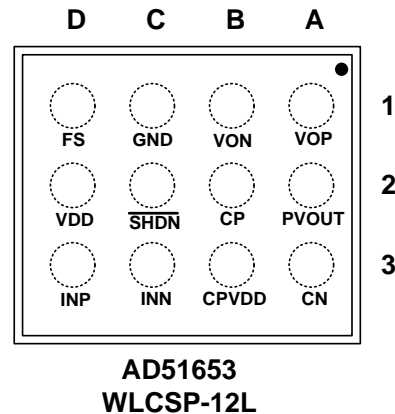 D C B A
1
FS GND VON VOP
2
VDD SHDN CP PVOUT
3
INP INN CPVDD CN
AD51653
WLCSP-12L